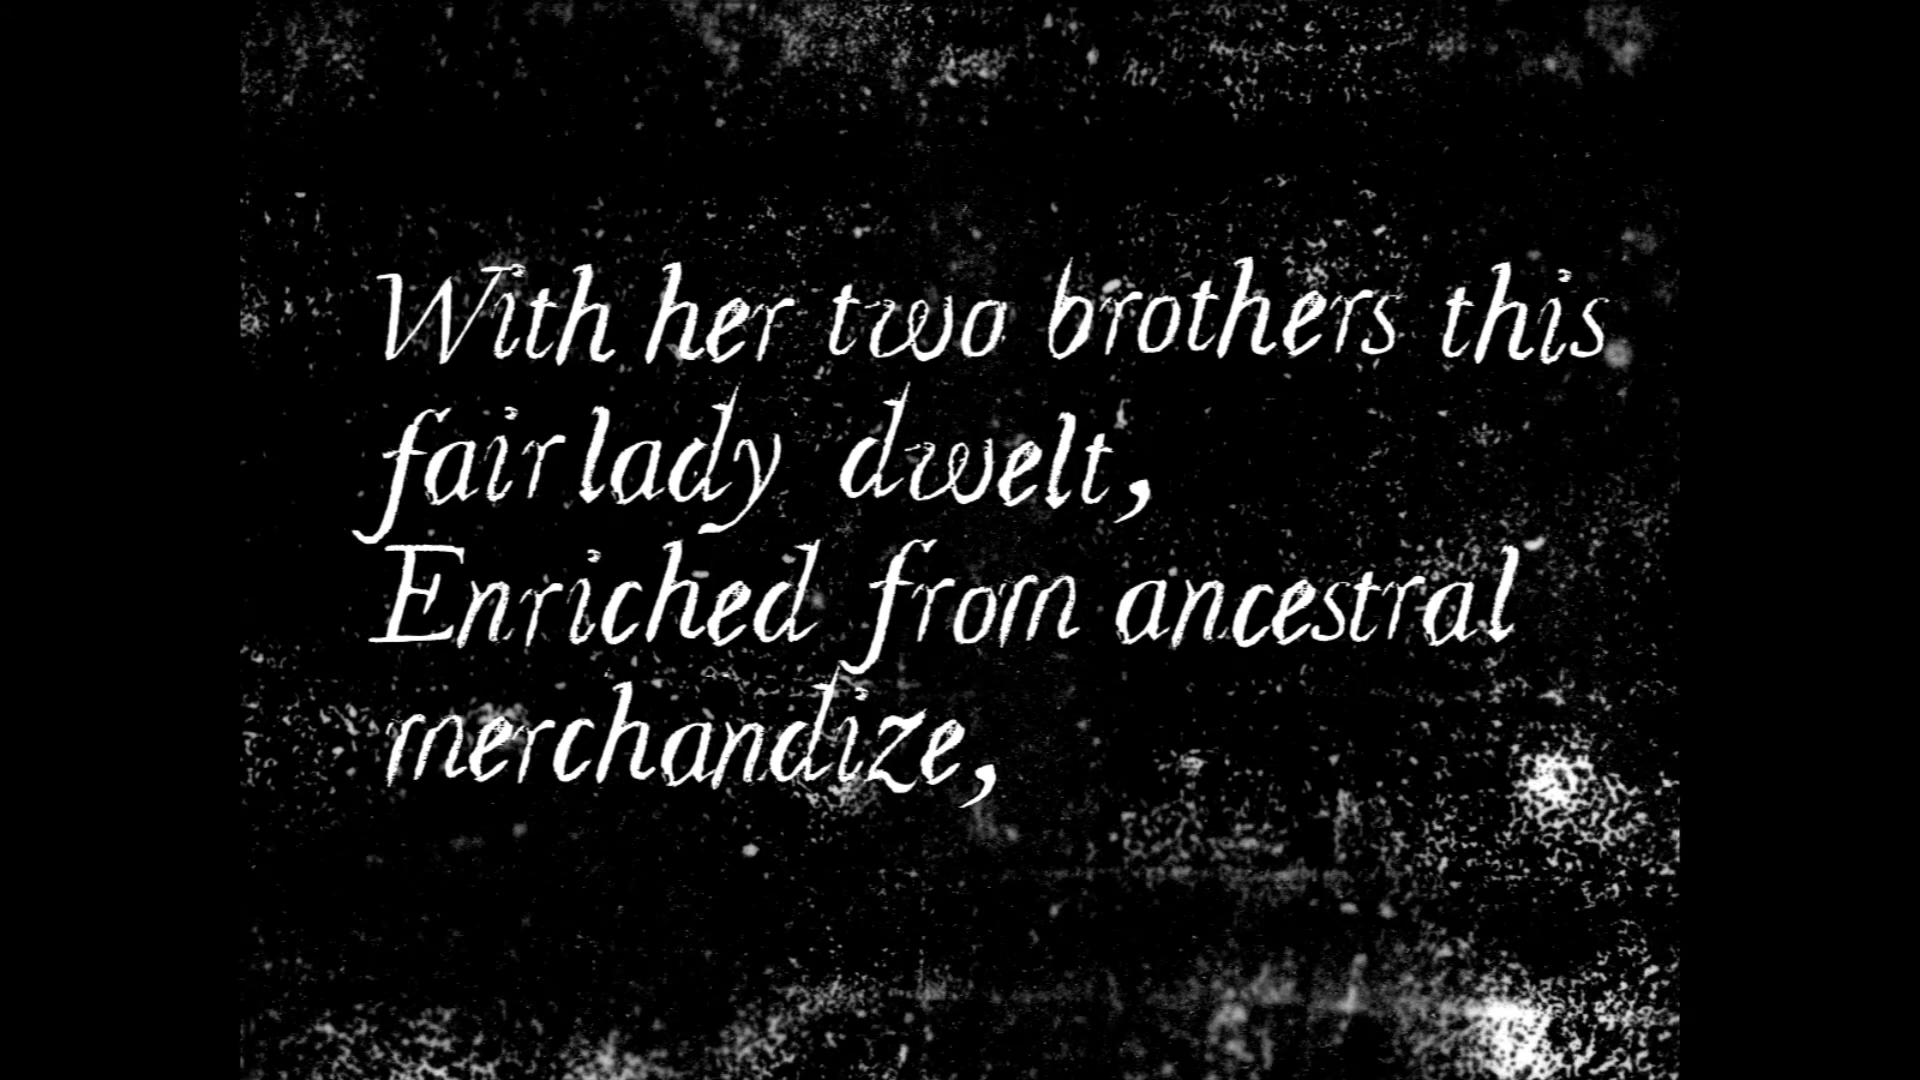 With her two brothers this
fair lady dwelt,
Enriched from ancestral
merchandize,